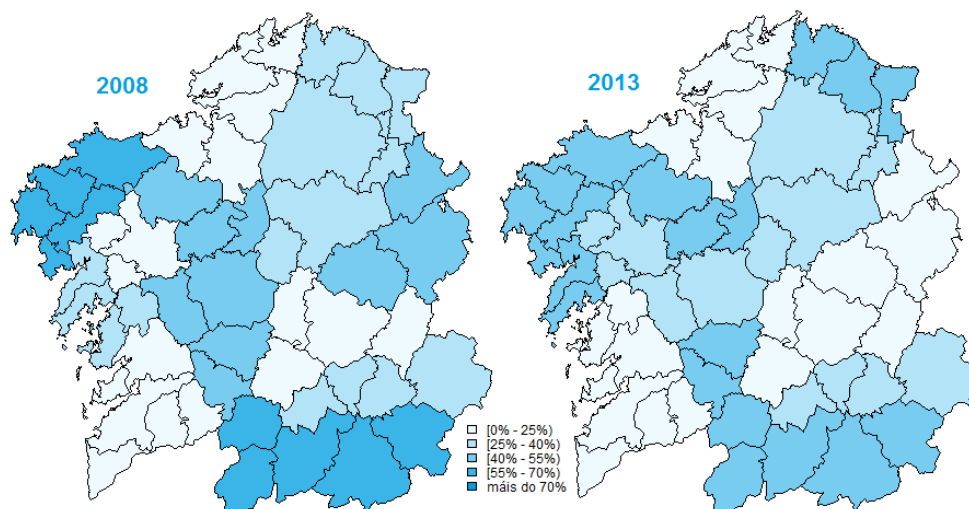 2008
2013
[0% - 25%)
[25% - 40%)
[40% - 55%)
[55% - 70%)
máis do 70%